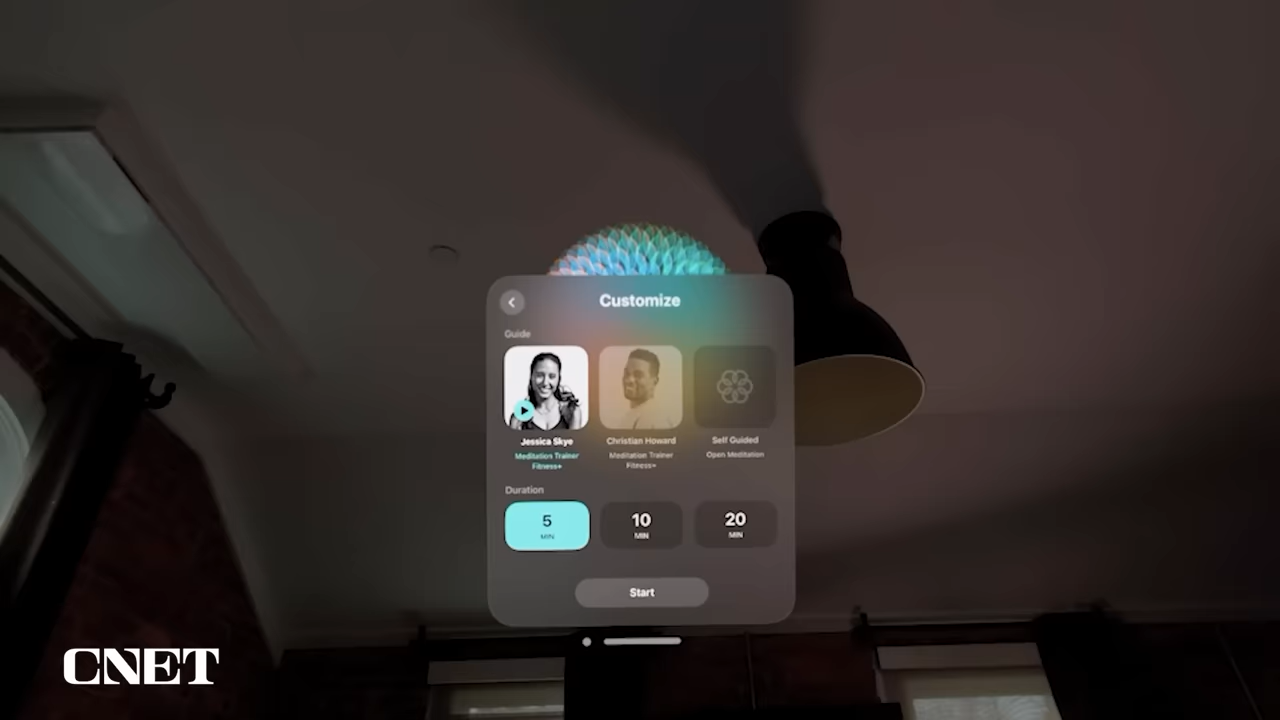 Customize
Guide
Jessica Skye
Meditation Trainer
Fitness+
Christian Howard
Meditation Trainer
Fitness+
Self Guided
Open Meditation
Duration
5
MIN
10
MIN
20
MIN
Start
CNET